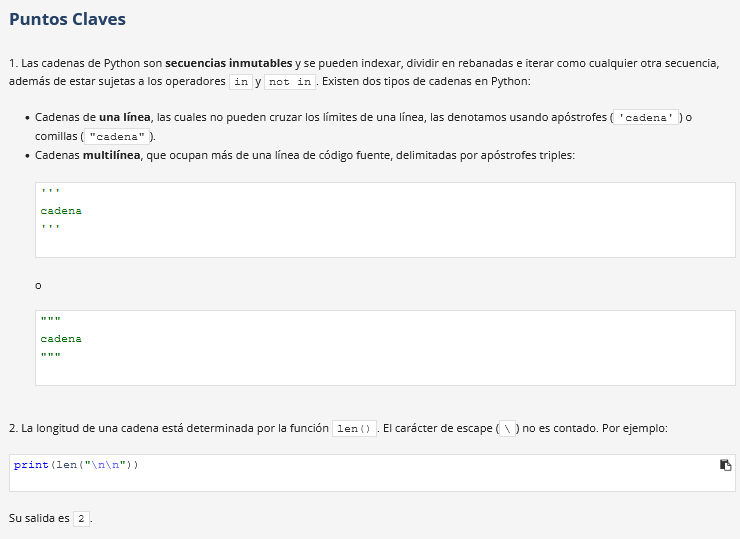 Puntos Claves
1. Las cadenas de Python son secuencias inmutables y se pueden indexar, dividir en rebanadas e iterar como cualquier otra secuencia,
además de estar sujetas a los operadores in y not in. Existen dos tipos de cadenas en Python:
• Cadenas de una línea, las cuales no pueden cruzar los límites de una línea, las denotamos usando apóstrofes ('cadena') o
comillas ("cadena").
• Cadenas multilínea, que ocupan más de una línea de código fuente, delimitadas por apóstrofes triples:
'''
cadena
'''
o
"""
cadena
"""
2. La longitud de una cadena está determinada por la función len(). El carácter de escape (\) no es contado. Por ejemplo:
print(len("\n\n"))
Su salida es 2.